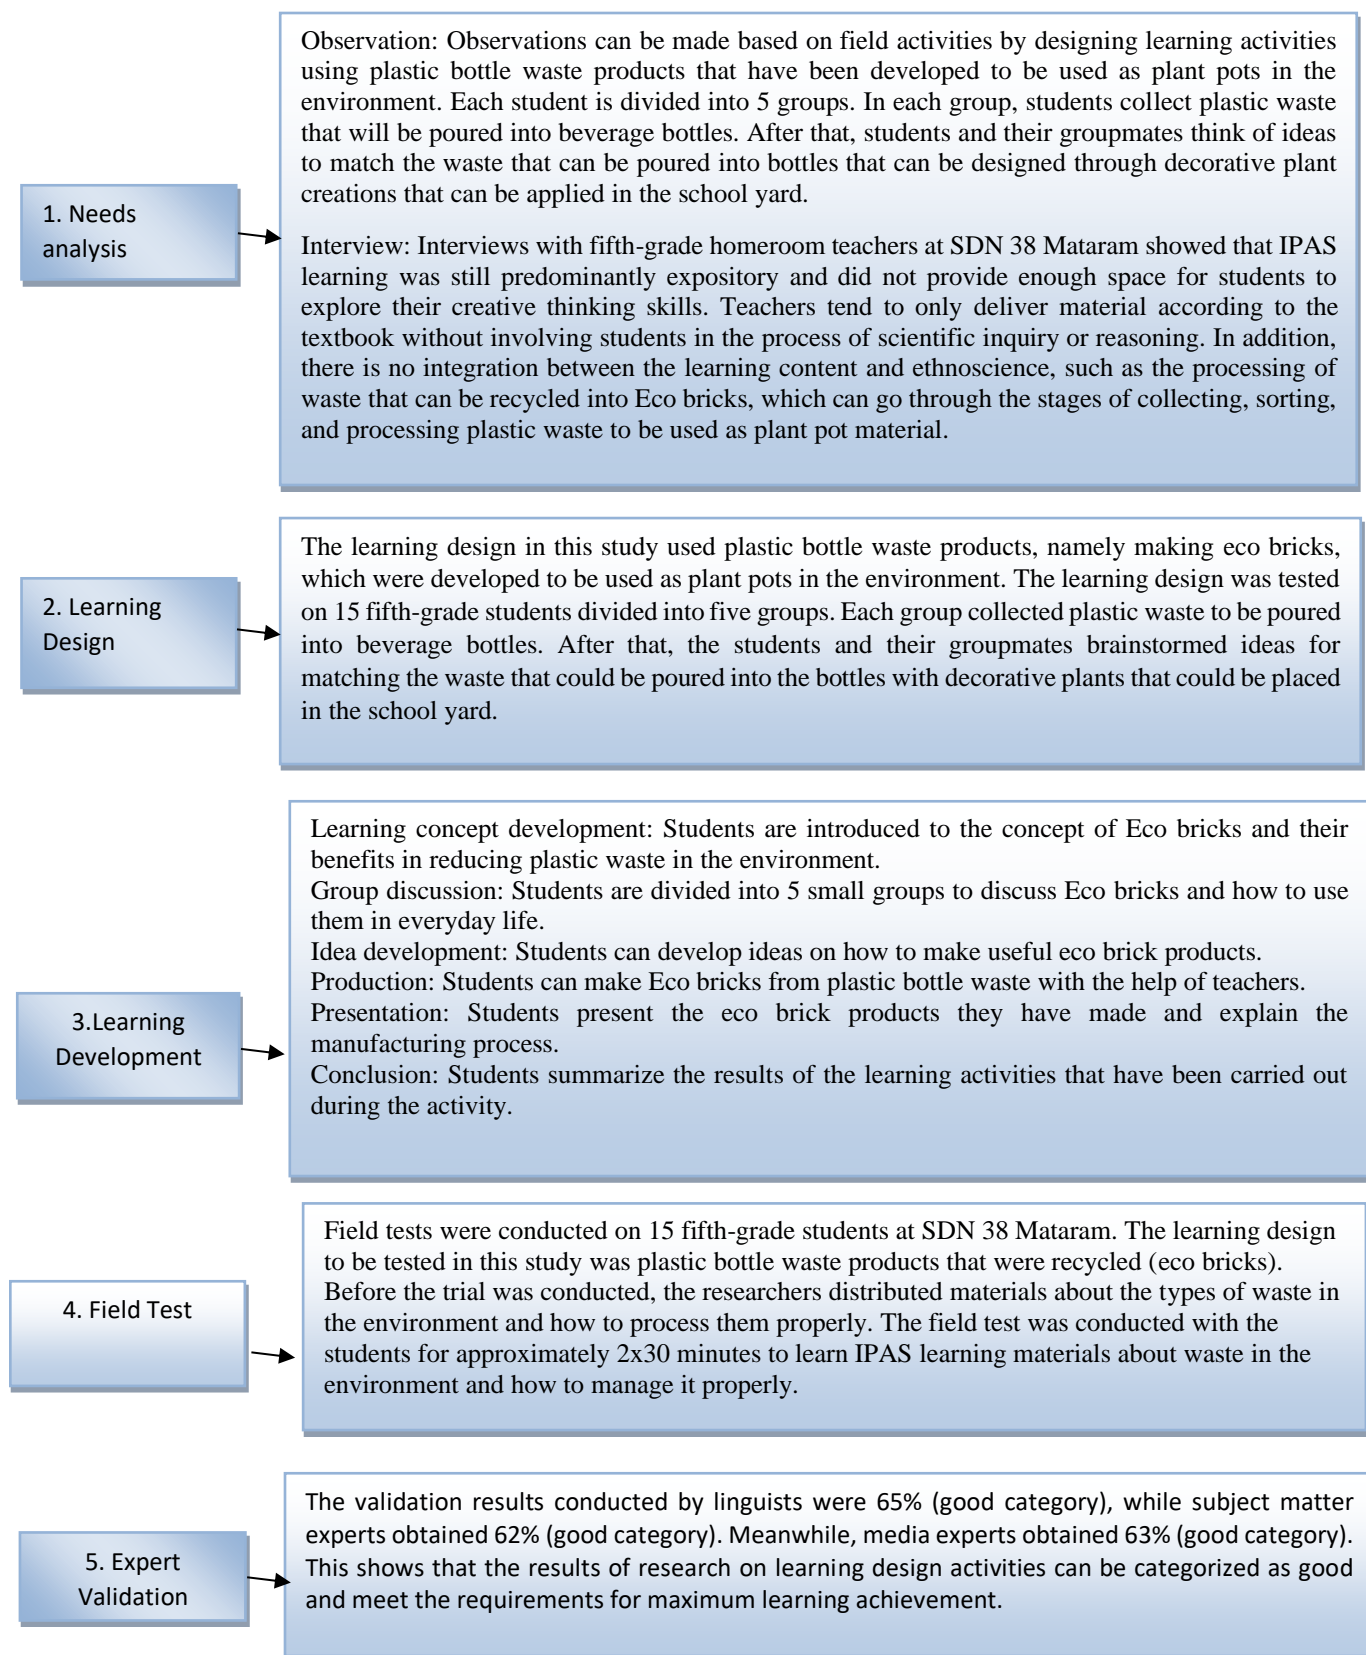 1. Needs
analysis
Observation: Observations can be made based on field activities by designing learning activities
using plastic bottle waste products that have been developed to be used as plant pots in the
environment. Each student is divided into 5 groups. In each group, students collect plastic waste
that will be poured into beverage bottles. After that, students and their groupmates think of ideas
to match the waste that can be poured into bottles that can be designed through decorative plant
creations that can be applied in the school yard.
Interview: Interviews with fifth-grade homeroom teachers at SDN 38 Mataram showed that IPAS
learning was still predominantly expository and did not provide enough space for students to
explore their creative thinking skills. Teachers tend to only deliver material according to the
textbook without involving students in the process of scientific inquiry or reasoning. In addition,
there is no integration between the learning content and ethnoscience, such as the processing of
waste that can be recycled into Eco bricks, which can go through the stages of collecting, sorting,
and processing plastic waste to be used as plant pot material.
2. Learning
Design
The learning design in this study used plastic bottle waste products, namely making eco bricks,
which were developed to be used as plant pots in the environment. The learning design was tested
on 15 fifth-grade students divided into five groups. Each group collected plastic waste to be poured
into beverage bottles. After that, the students and their groupmates brainstormed ideas for
matching the waste that could be poured into the bottles with decorative plants that could be placed
in the school yard.
3.Learning
Development
Learning concept development: Students are introduced to the concept of Eco bricks and their
benefits in reducing plastic waste in the environment.
Group discussion: Students are divided into 5 small groups to discuss Eco bricks and how to use
them in everyday life.
Idea development: Students can develop ideas on how to make useful eco brick products.
Production: Students can make Eco bricks from plastic bottle waste with the help of teachers.
Presentation: Students present the eco brick products they have made and explain the
manufacturing process.
Conclusion: Students summarize the results of the learning activities that have been carried out
during the activity.
4. Field Test
Field tests were conducted on 15 fifth-grade students at SDN 38 Mataram. The learning design
to be tested in this study was plastic bottle waste products that were recycled (eco bricks).
Before the trial was conducted, the researchers distributed materials about the types of waste in
the environment and how to process them properly. The field test was conducted with the
students for approximately 2x30 minutes to learn IPAS learning materials about waste in the
environment and how to manage it properly.
5. Expert
Validation
The validation results conducted by linguists were 65% (good category), while subject matter
experts obtained 62% (good category). Meanwhile, media experts obtained 63% (good category).
This shows that the results of research on learning design activities can be categorized as good
and meet the requirements for maximum learning achievement.